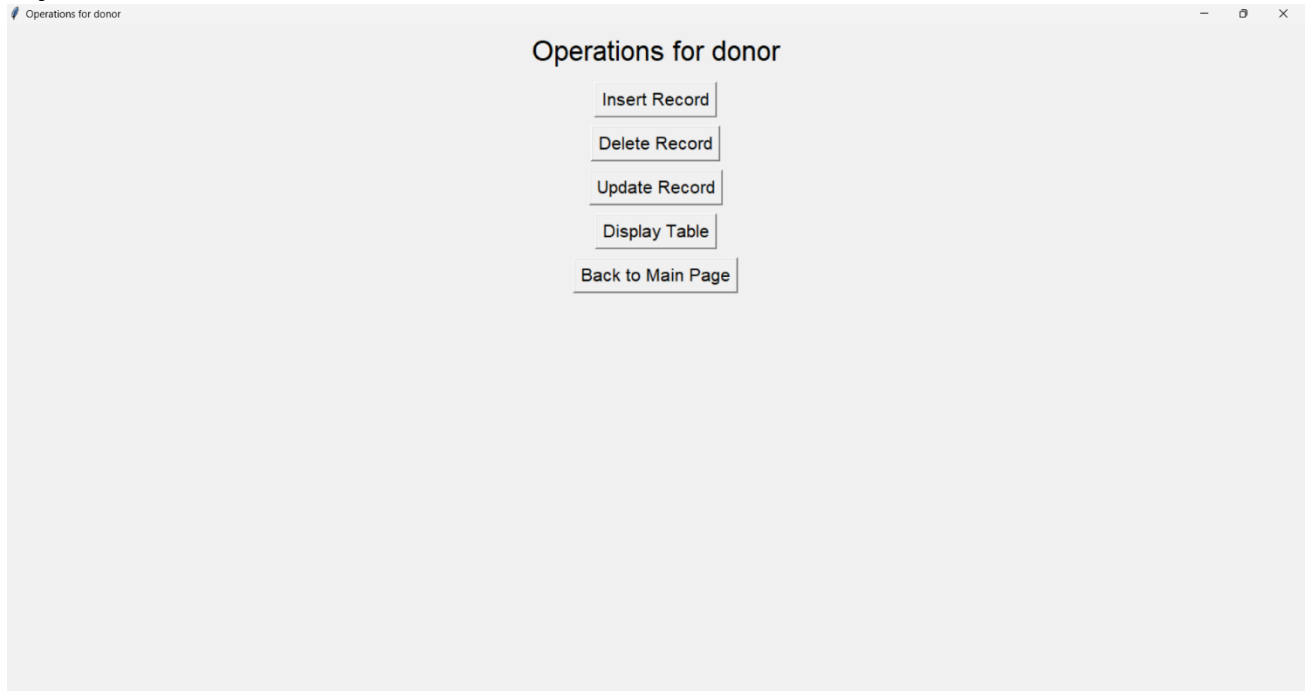 Operations for donor
Operations for donor
Insert Record
Delete Record
Update Record
Display Table
Back to Main Page